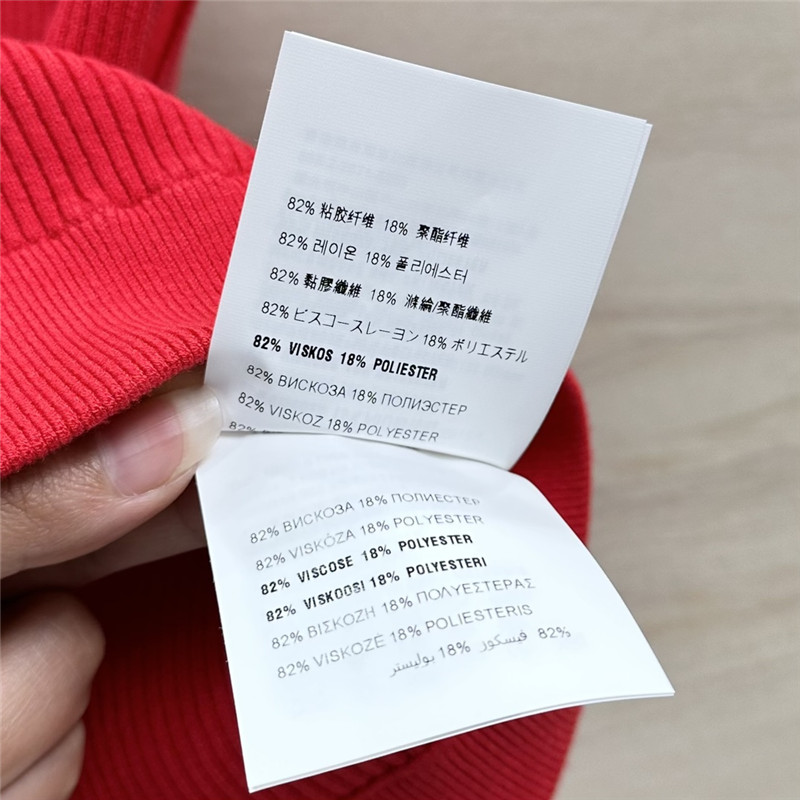 82% 粘胶纤维 18% 聚酯纤维
82% 레이온 18% 폴리에스터
82% 黏膠纖維 18% 滌綸/聚酯纖維
82% ビスコースレーヨン 18% ポリエステル
82% VISKOS 18% POLIESTER
82% ВИСКОЗА 18% ПОЛИЭСТЕР
82% VISKOZ 18% POLYESTER
82%
82% ВИСКОЗА 18% ПОЛИЕСТЕР
82% VISKÓZA 18% POLYESTER
82% VISCOSE 18% POLYESTER
82% VISKOOSI 18% POLYESTERI
82% ΒΙΣΚΟΖΗ 18% ΠΟΛΥΕΣΤΕΡΑΣ
82% VISKOZĖ 18% POLIESTERIS
82% فيسكوز 18% بوليستر